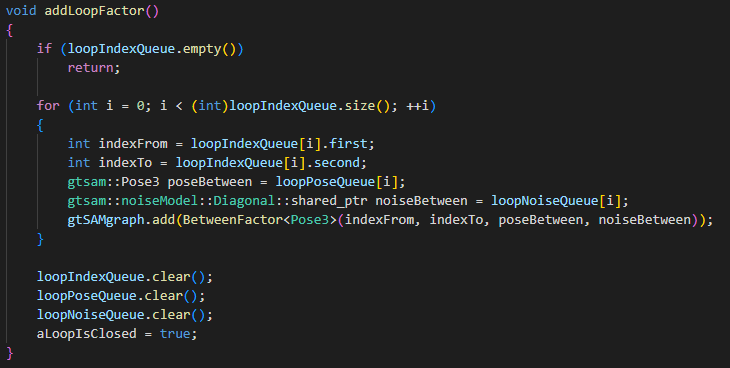 void addLoopFactor()
{
    if (loopIndexQueue.empty())
        return;

    for (int i = 0; i < (int)loopIndexQueue.size(); ++i)
    {
        int indexFrom = loopIndexQueue[i].first;
        int indexTo = loopIndexQueue[i].second;
        gtsam::Pose3 poseBetween = loopPoseQueue[i];
        gtsam::noiseModel::Diagonal::shared_ptr noiseBetween = loopNoiseQueue[i];
        gtSAMgraph.add(BetweenFactor<Pose3>(indexFrom, indexTo, poseBetween, noiseBetween));
    }

    loopIndexQueue.clear();
    loopPoseQueue.clear();
    loopNoiseQueue.clear();
    aLoopIsClosed = true;
}